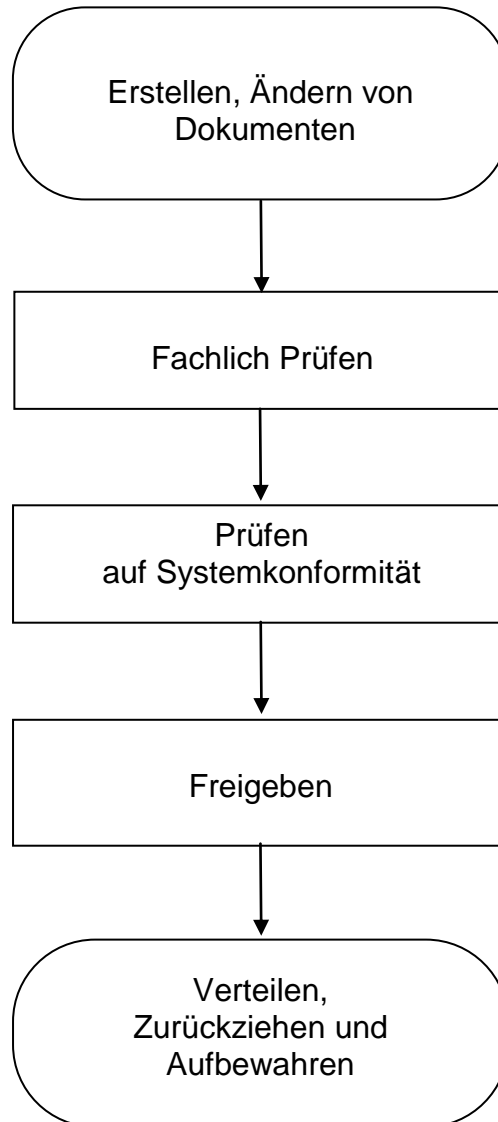 Erstellen, Ändern von
Dokumenten
Fachlich Prüfen
Prüfen
auf Systemkonformität
Freigeben
Verteilen,
Zurückziehen und
Aufbewahren